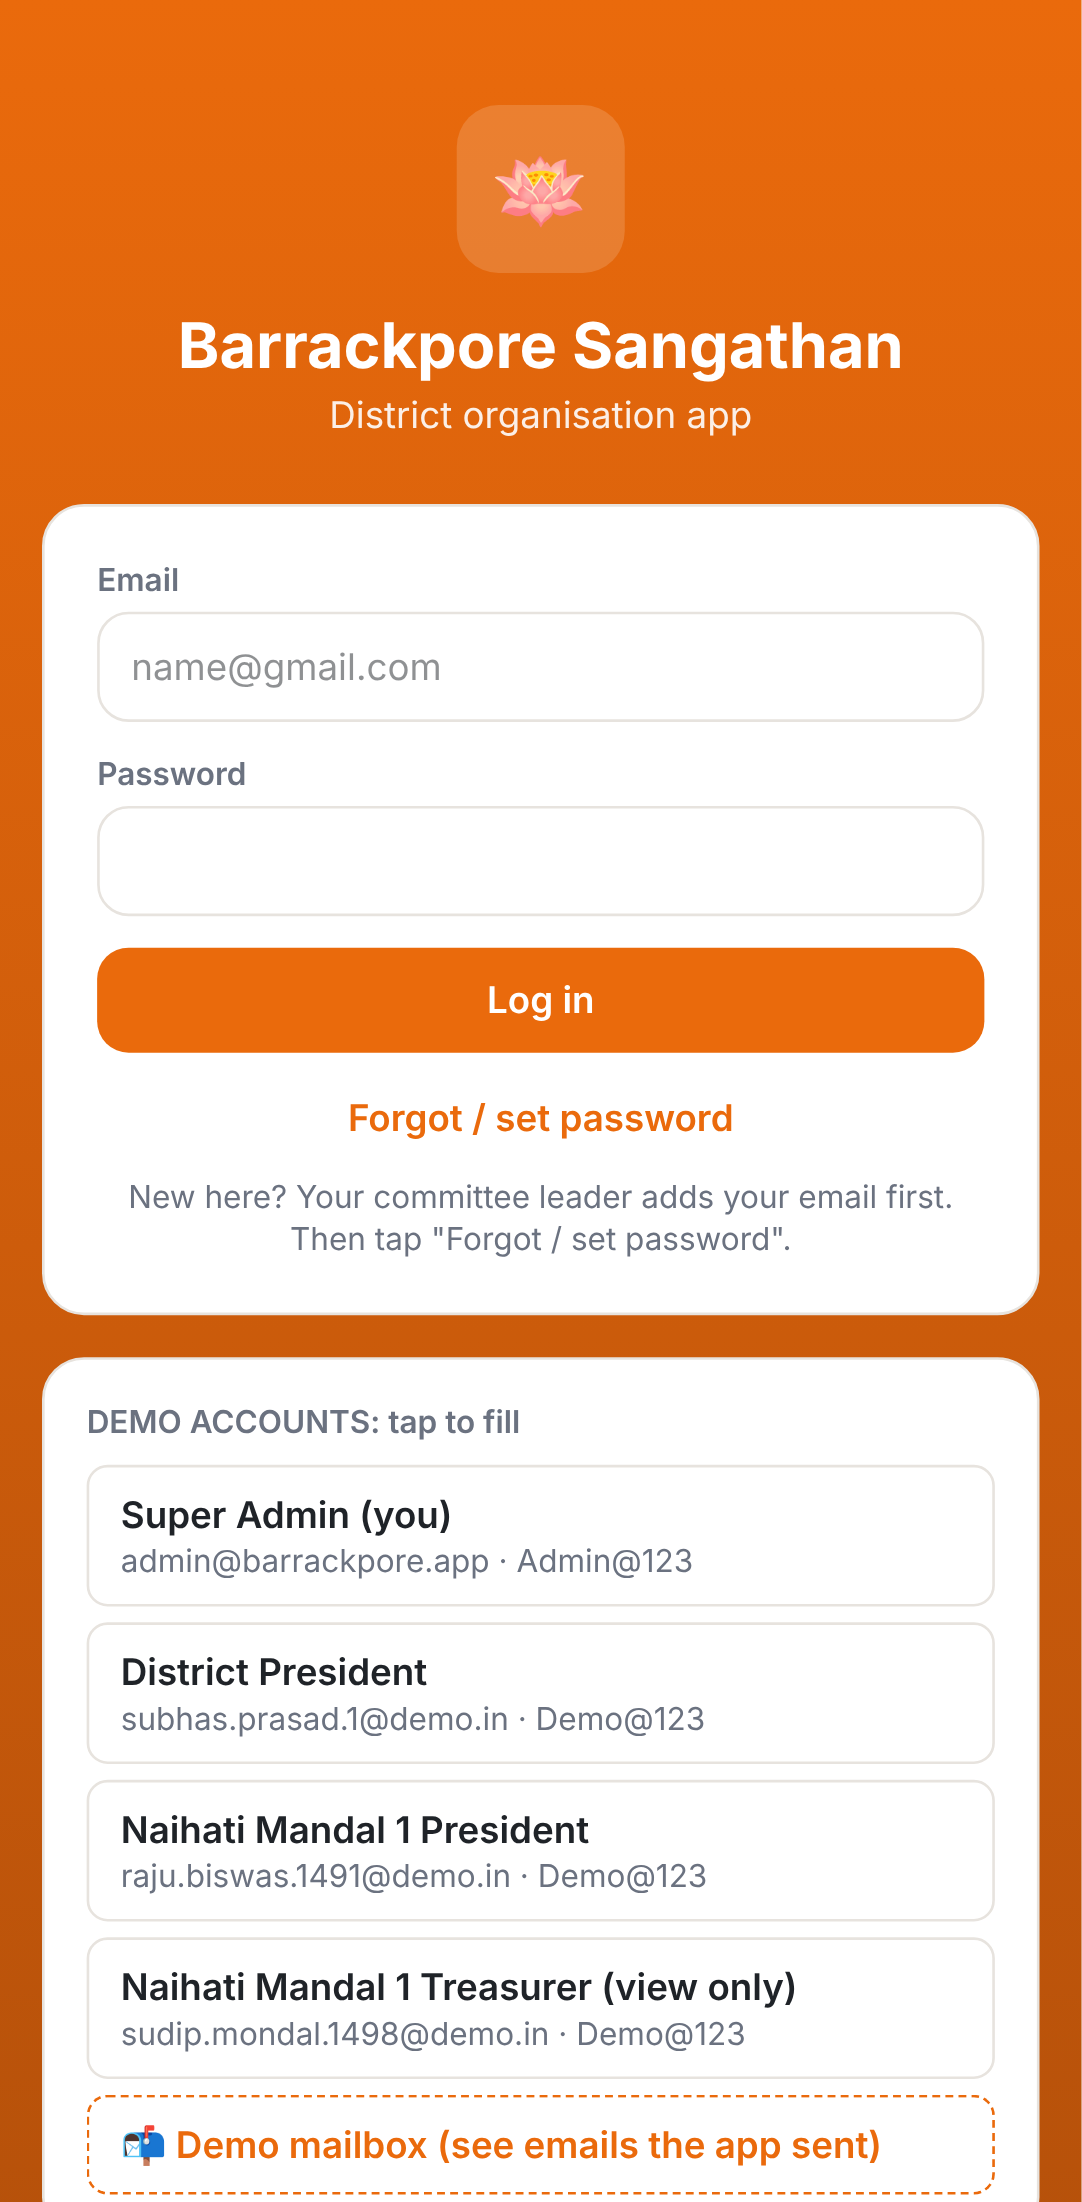 Barrackpore Sangathan
District organisation app
Email
name@gmail.com
Password
Log in
Forgot / set password
New here? Your committee leader adds your email first.
Then tap "Forgot / set password".
DEMO ACCOUNTS: tap to fill
Super Admin (you)
admin@barrackpore.app · Admin@123
District President
subhas.prasad.1@demo.in · Demo@123
Naihati Mandal 1 President
raju.biswas.1491@demo.in · Demo@123
Naihati Mandal 1 Treasurer (view only)
sudip.mondal.1498@demo.in · Demo@123
Demo mailbox (see emails the app sent)